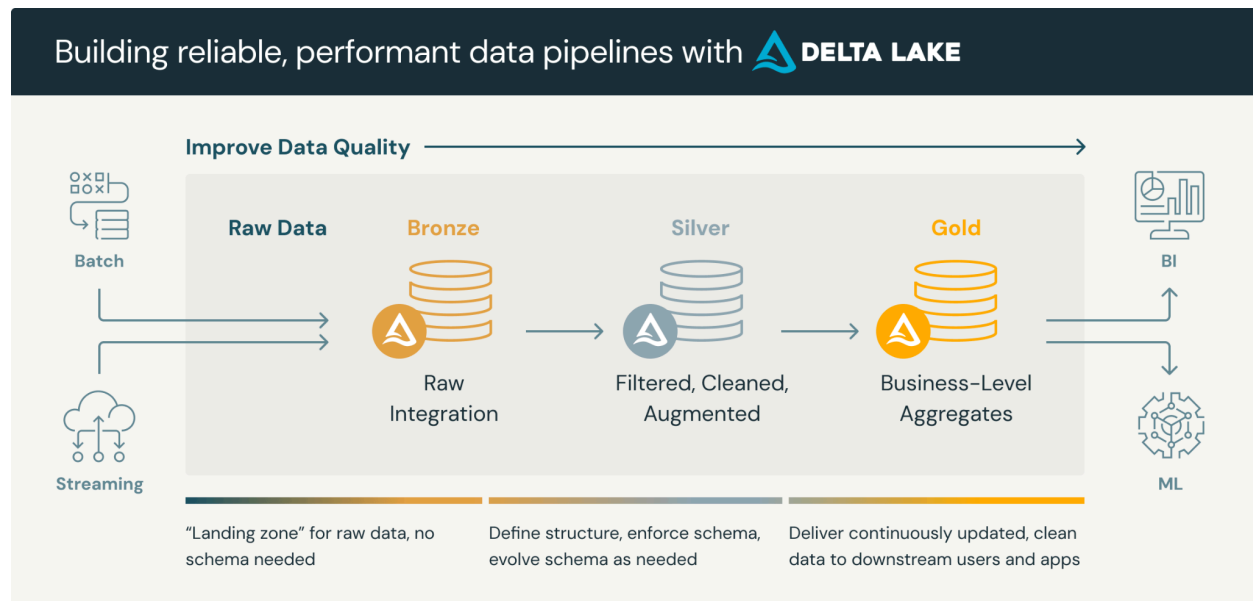 Building reliable, performant data pipelines with DELTA LAKE
Improve Data Quality
Batch
Streaming
Raw Data
Bronze
Raw
Integration
Silver
Filtered, Cleaned,
Augmented
Gold
Business-Level
Aggregates
BI
ML
“Landing zone” for raw data, no
schema needed
Define structure, enforce schema,
evolve schema as needed
Deliver continuously updated, clean
data to downstream users and apps